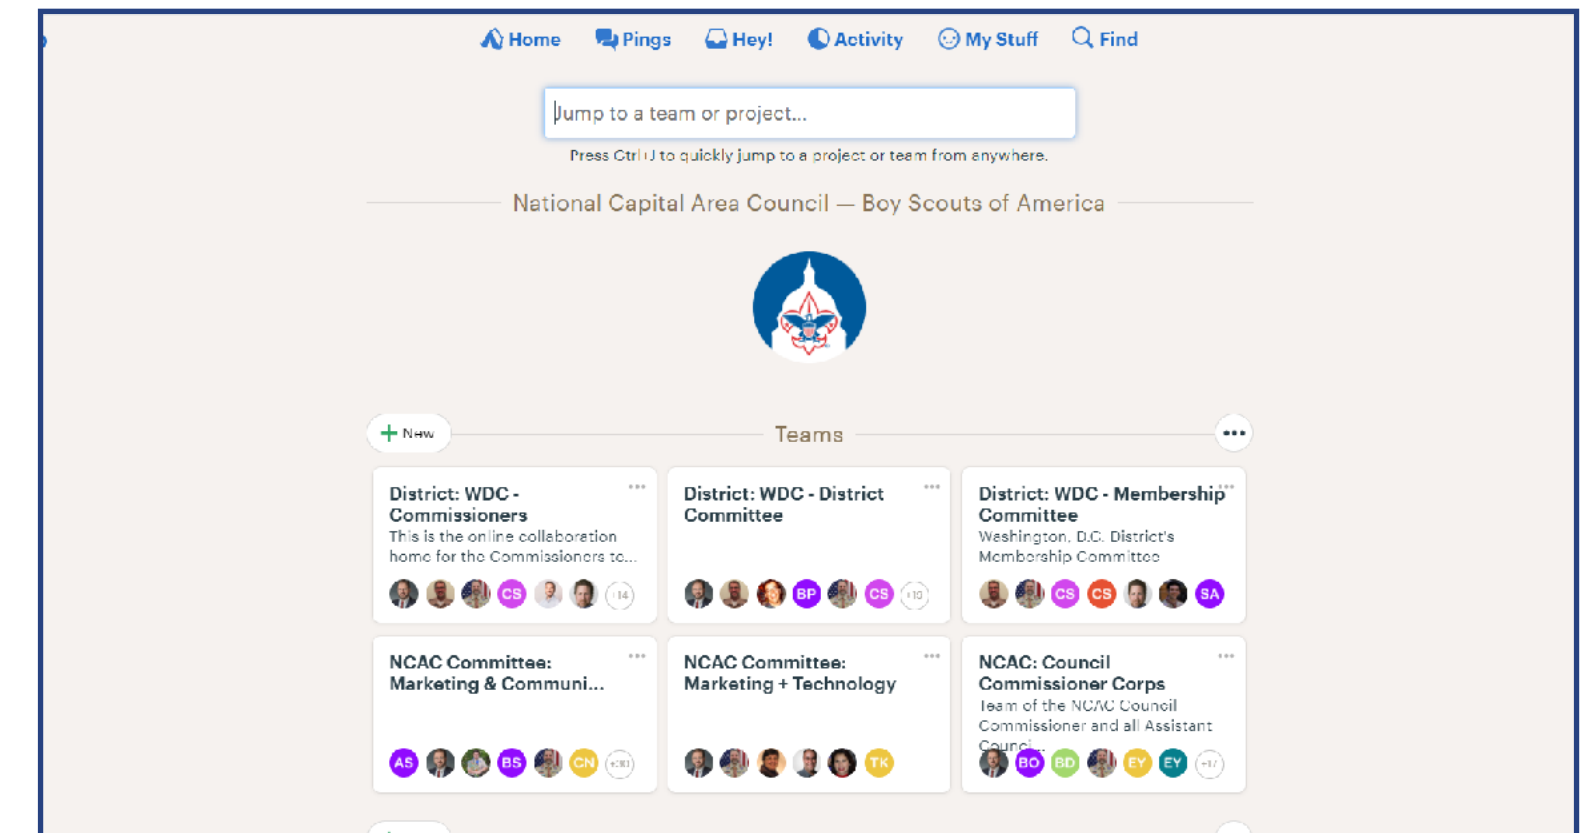 Home Pings Hey! Activity My Stuff Find
Jump to a team or project...
Press Ctrl+J to quickly jump to a project or team from anywhere.
National Capital Area Council — Boy Scouts of America
+ New
Teams
District: WDC -
Commissioners
This is the online collaboration
home for the Commissioners to...
CS
+14
District: WDC - District
Committee
BP CS
District: WDC - Membership
Committee
Washington, D.C. District's
Membership Committee
CS CS SA
NCAC Committee:
Marketing & Communi...
AS BS CN
+30
NCAC Committee:
Marketing + Technology
TK
NCAC: Council
Commissioner Corps
Team of the NCAC Council
Commissioner and all Assistant
Counci...
BO BD EY EY
+17